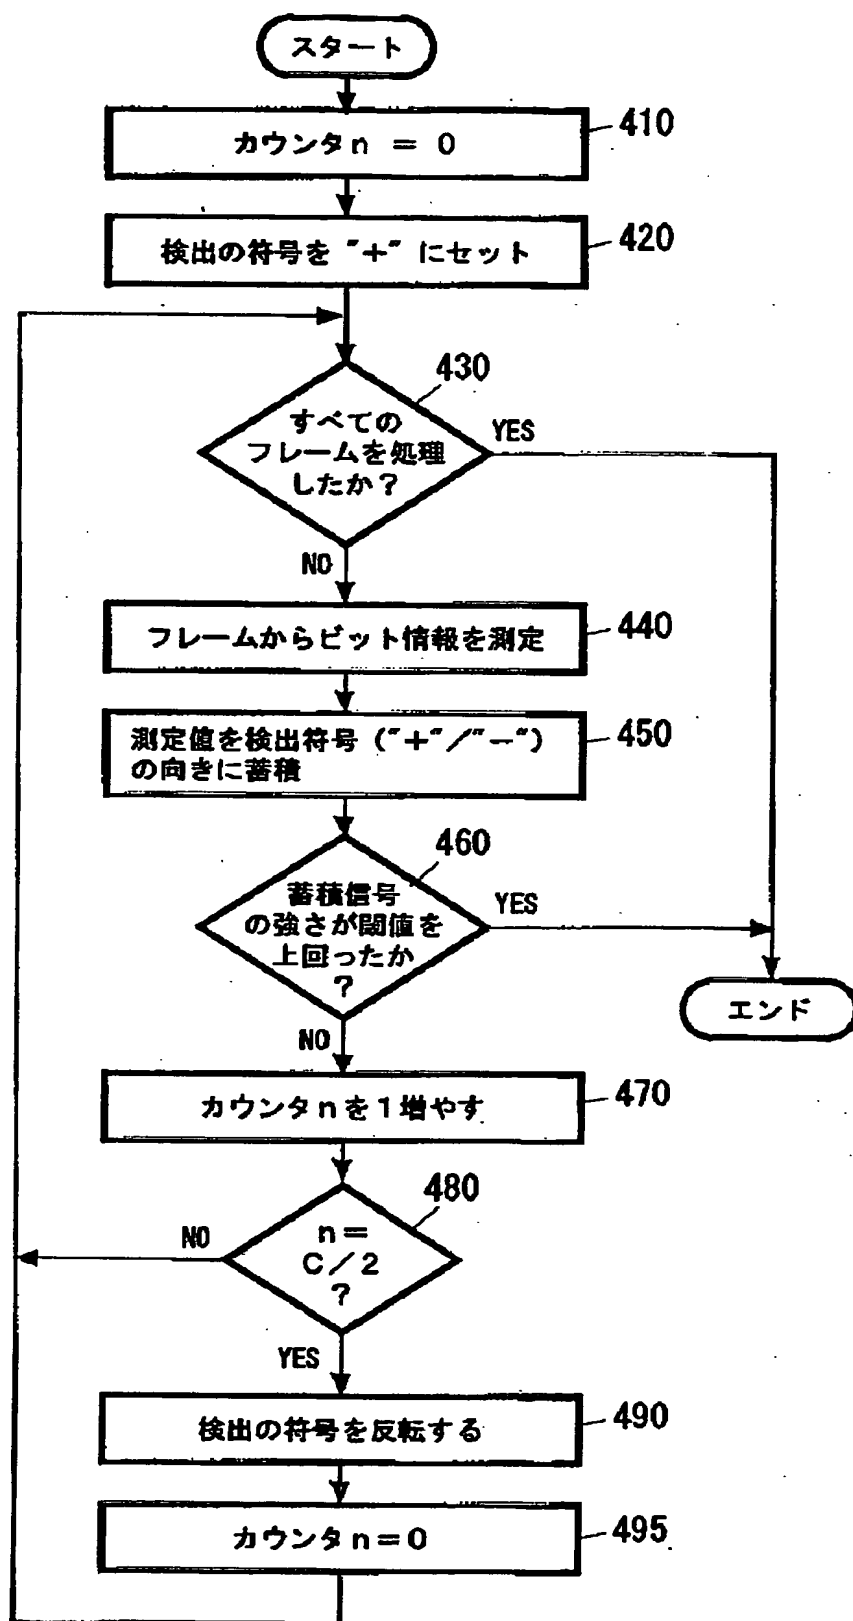 スタート
カウンタn = 0
410
検出の符号を "+" にセット
420
430
すべての
フレームを処理
したか?
YES
NO
フレームからビット情報を測定
440
測定値を検出符号 ("+"/"-")
の向きに蓄積
450
460
蓄積信号
の強さが閾値を
上回ったか
?
YES
エンド
NO
カウンタnを1増やす
470
480
NO
n=
C/2
?
YES
検出の符号を反転する
490
カウンタn=0
495